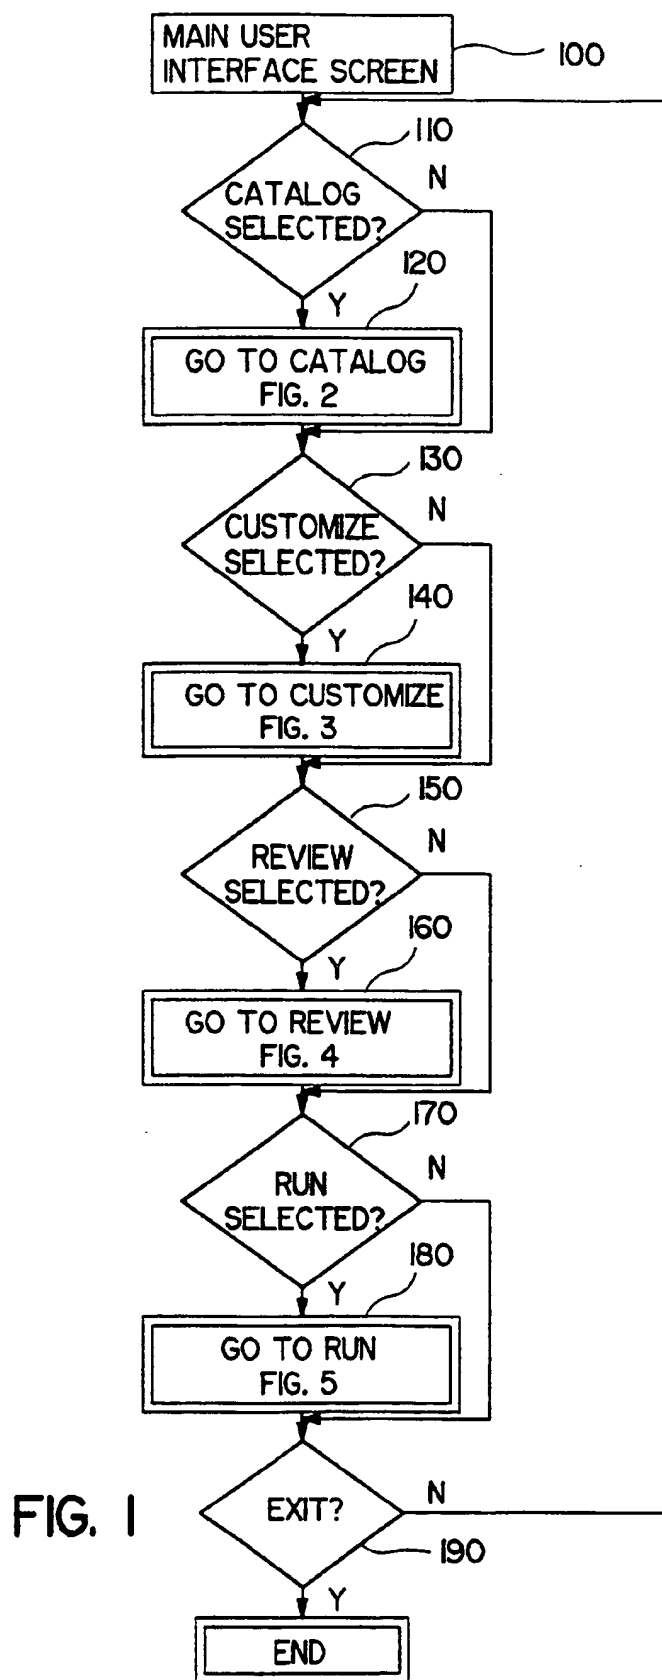 MAIN USER
INTERFACE SCREEN
100
110
N
CATALOG
SELECTED?
120
Y
GO TO CATALOG
FIG. 2
130
N
CUSTOMIZE
SELECTED?
140
Y
GO TO CUSTOMIZE
FIG. 3
150
N
REVIEW
SELECTED?
160
Y
GO TO REVIEW
FIG. 4
170
N
RUN
SELECTED?
180
Y
GO TO RUN
FIG. 5
EXIT?
N
FIG. 1
190
Y
END